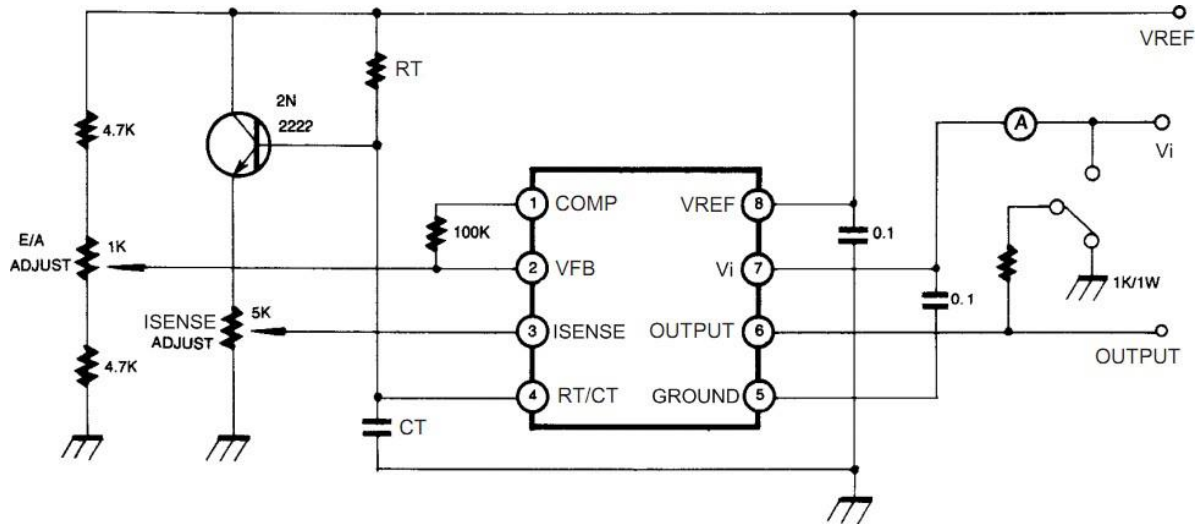 VREF
RT
2N
2222
4.7K
A
Vi
1 COMP
VREF 8
100K
0.1
E/A
ADJUST
1K
2 VFB
Vi 7
1K/1W
0.1
ISENSE
ADJUST
5K
3 ISENSE
OUTPUT 6
OUTPUT
4.7K
4 RT/CT
GROUND 5
CT